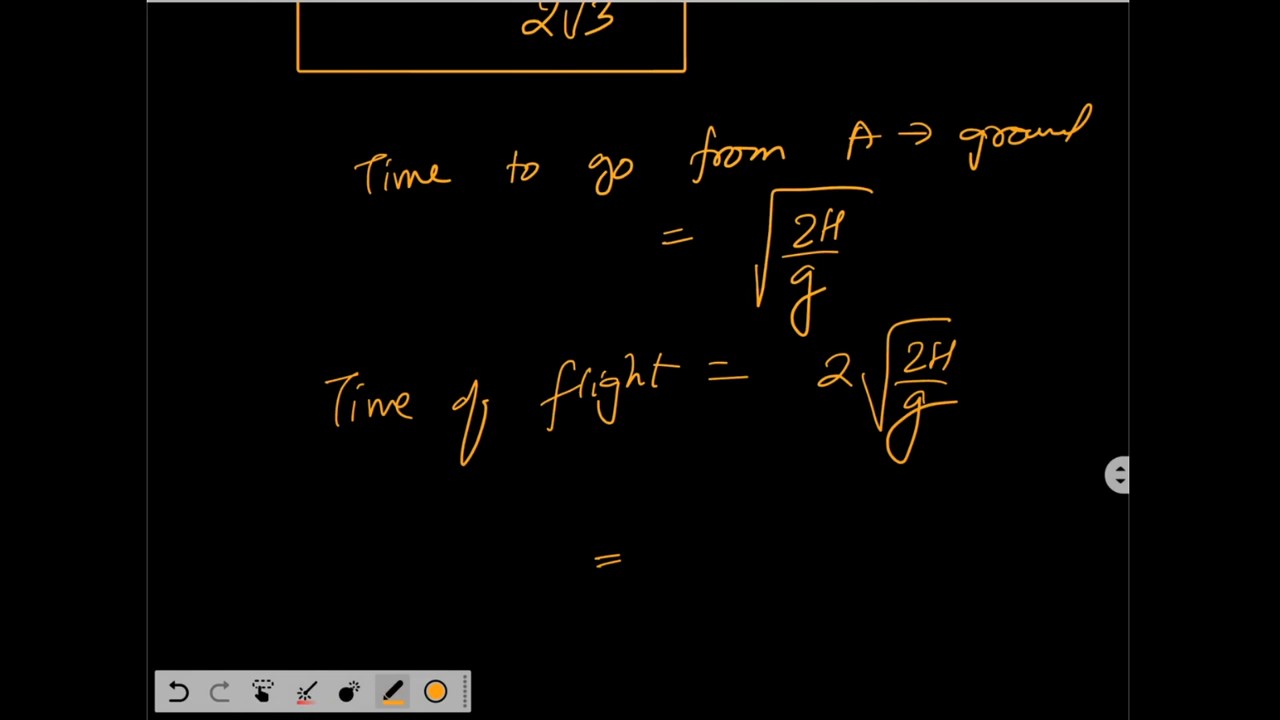 2√3
Time to go from A → ground
= √(2H/g)
Time of flight = 2√(2H/g)
=